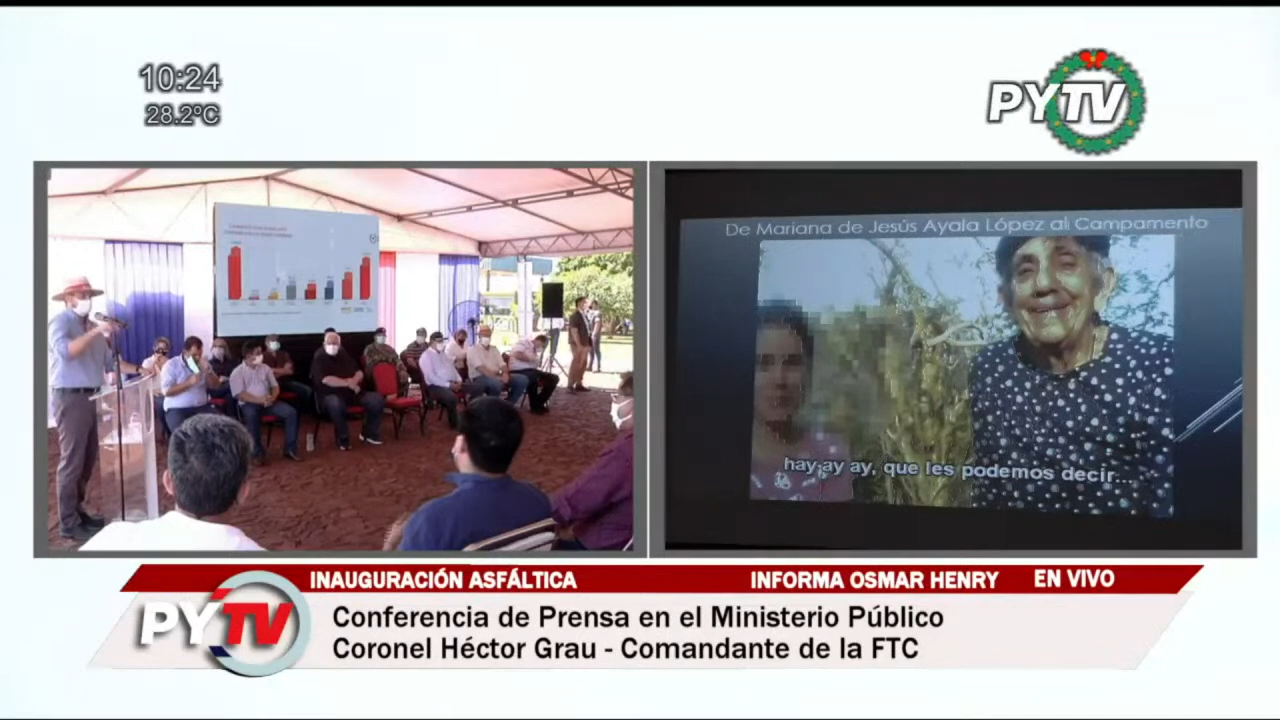 10:24
28.2ºC
PYTV
De Mariana de Jesús Ayala López al Campamento
hay ay ay, que les podemos decir...
INAUGURACIÓN ASFÁLTICA
INFORMA OSMAR HENRY
EN VIVO
PYTV
Conferencia de Prensa en el Ministerio Público
Coronel Héctor Grau - Comandante de la FTC